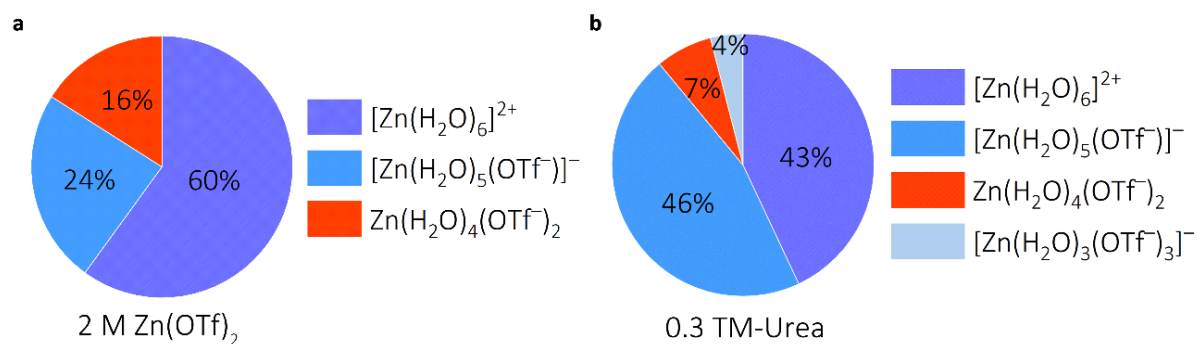 a
16%
24%
60%
[Zn(H₂O)₆]²⁺
[Zn(H₂O)₅(OTf⁻)]⁻
Zn(H₂O)₄(OTf⁻)₂
2 M Zn(OTf)₂
b
4%
7%
43%
46%
[Zn(H₂O)₆]²⁺
[Zn(H₂O)₅(OTf⁻)]⁻
Zn(H₂O)₄(OTf⁻)₂
[Zn(H₂O)₃(OTf⁻)₃]⁻
0.3 TM-Urea